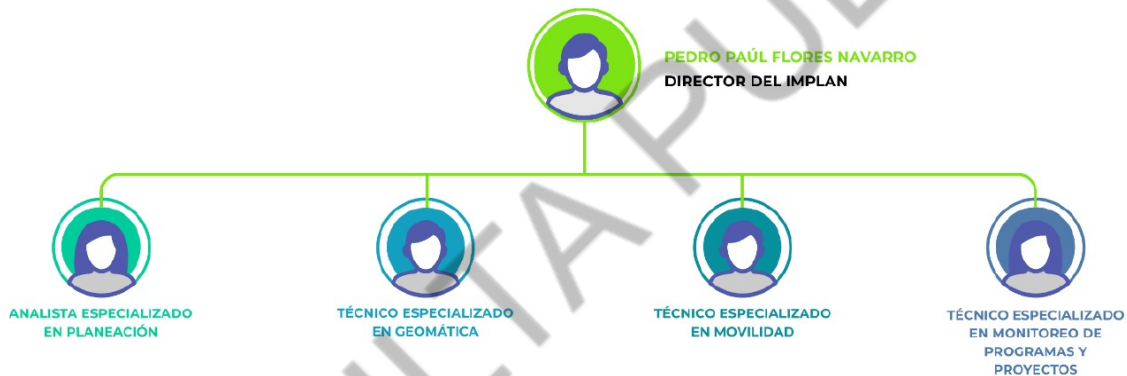 PEDRO PAÚL FLORES NAVARRO
DIRECTOR DEL IMPLAN
ANALISTA ESPECIALIZADO
EN PLANEACIÓN
TÉCNICO ESPECIALIZADO
EN GEOMÁTICA
TÉCNICO ESPECIALIZADO
EN MOVILIDAD
TÉCNICO ESPECIALIZADO
EN MONITOREO DE
PROGRAMAS Y
PROYECTOS